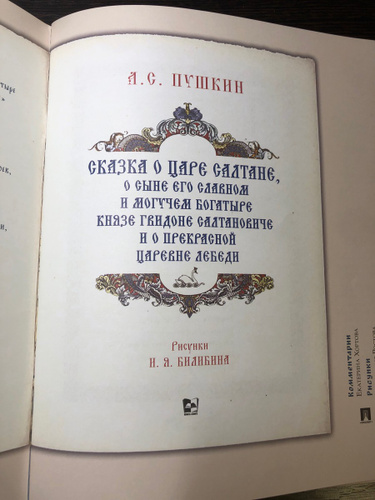 А.С. ПУШКИН
СКАЗКА О ЦАРЕ САЛТАНЕ,
О СЫНЕ ЕГО СЛАВНОМ
И МОГУЧЕМ БОГАТЫРЕ
КНЯЗЕ ГВИДОНЕ САЛТАНОВИЧЕ
И О ПРЕКРАСНОЙ
ЦАРЕВНЕ ЛЕБЕДИ
Рисунки
И. Я. БИЛИБИНА
Комментарии
ЕКАТЕРИНА ХОРТОВА
Рисунки